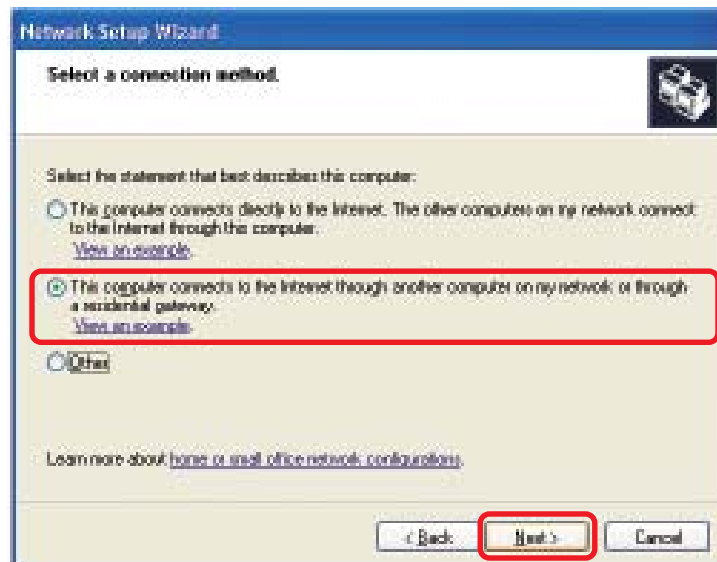 Network Setup Wizard
Select a connection method.
Select the statement that best describes this computer:
This computer connects directly to the Internet. The other computers on my network connect
to the Internet through this computer.
View an example.
This computer connects to the Internet through another computer on my network or through
a residential gateway.
View an example.
Other
Learn more about home or small office network configurations.
< Back
Next >
Cancel